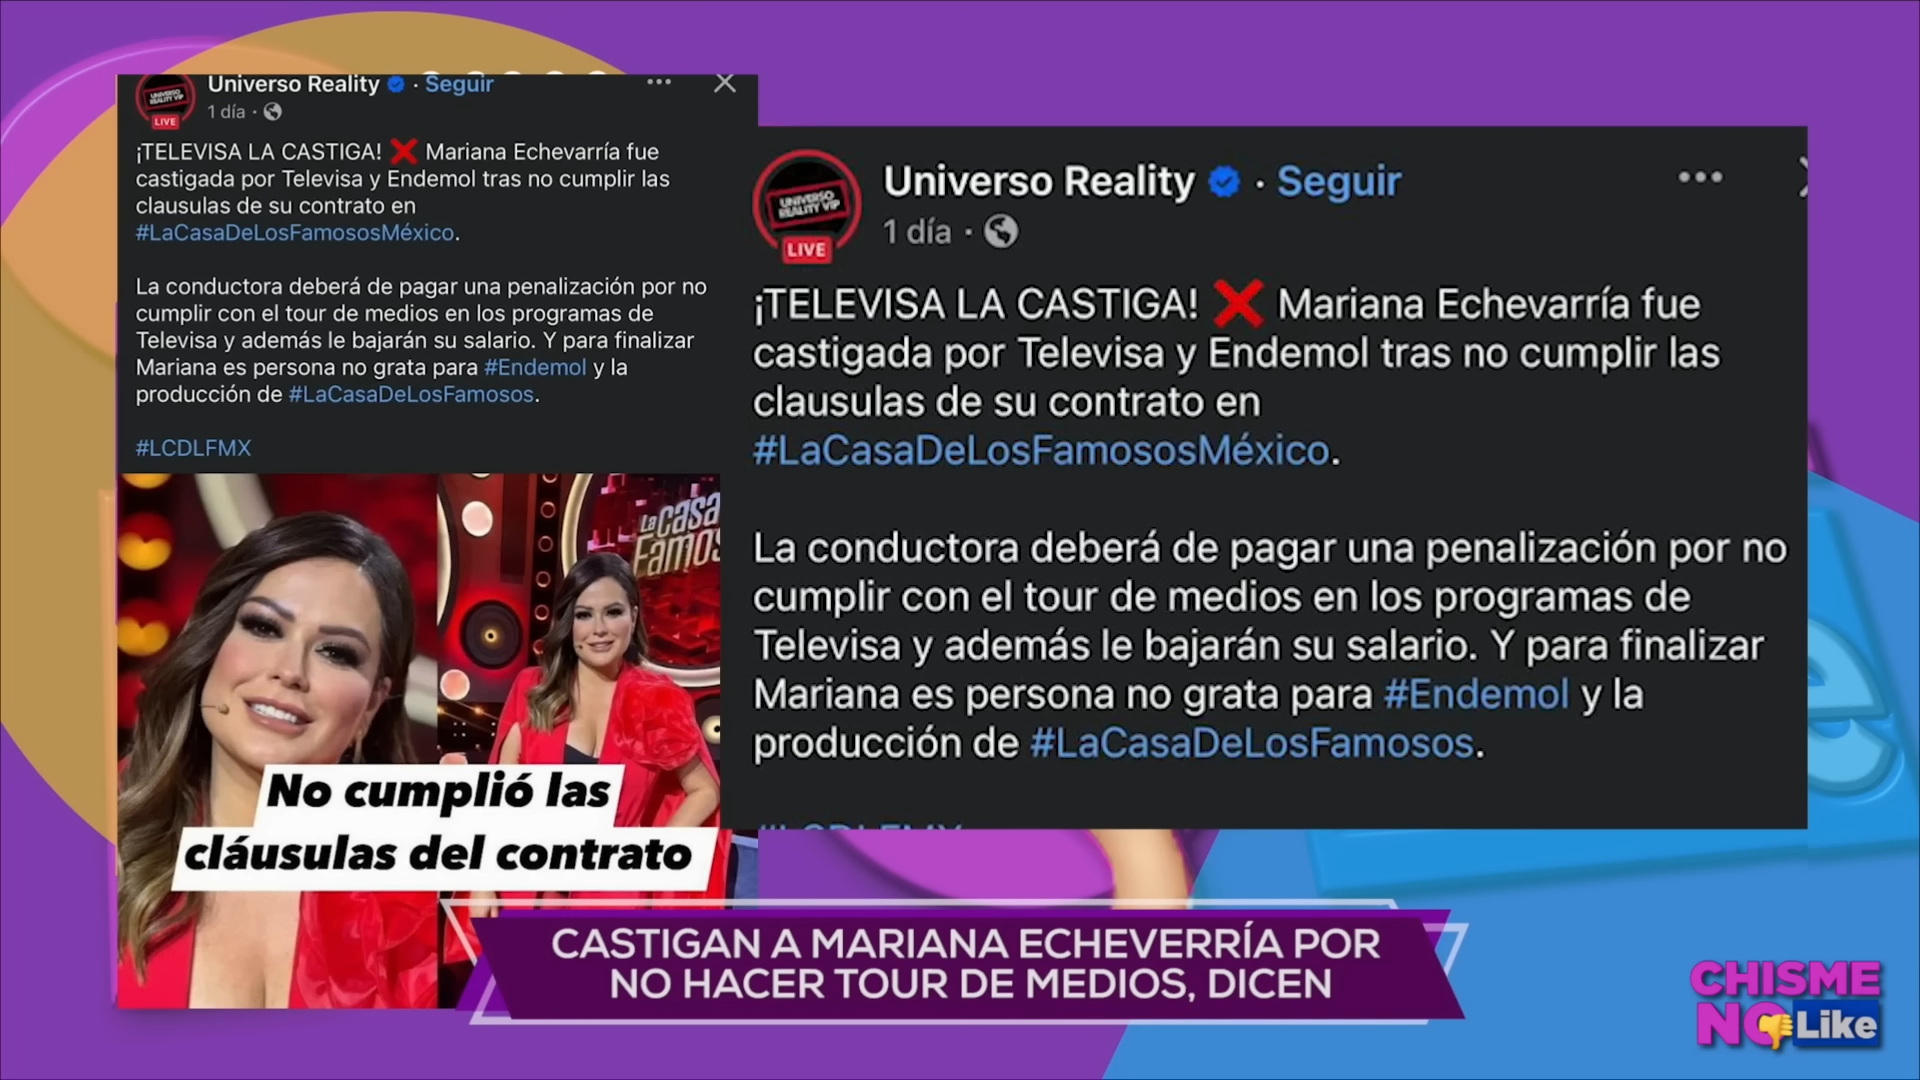 Universo Reality · Seguir
1 día ·
LIVE
¡TELEVISA LA CASTIGA! ❌ Mariana Echevarría fue
castigada por Televisa y Endemol tras no cumplir las
clausulas de su contrato en
#LaCasaDeLosFamososMéxico.
La conductora deberá de pagar una penalización por no
cumplir con el tour de medios en los programas de
Televisa y además le bajarán su salario. Y para finalizar
Mariana es persona no grata para #Endemol y la
producción de #LaCasaDeLosFamosos.
#LCDLFMX
La casa
Famos
No cumplió las
cláusulas del contrato
Universo Reality · Seguir
1 día ·
UNIVERSO
REALITY VIP
LIVE
¡TELEVISA LA CASTIGA! ❌ Mariana Echevarría fue
castigada por Televisa y Endemol tras no cumplir las
clausulas de su contrato en
#LaCasaDeLosFamososMéxico.
La conductora deberá de pagar una penalización por no
cumplir con el tour de medios en los programas de
Televisa y además le bajarán su salario. Y para finalizar
Mariana es persona no grata para #Endemol y la
producción de #LaCasaDeLosFamosos.
CASTIGAN A MARIANA ECHEVERRÍA POR
NO HACER TOUR DE MEDIOS, DICEN
CHISME
NO Like